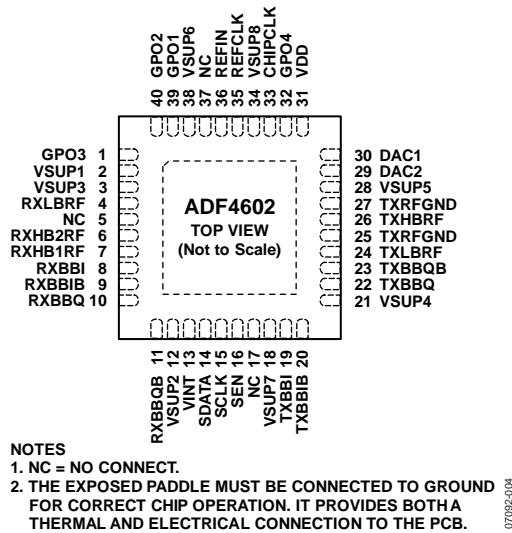 40 GPO2
39 GPO1
38 VSUP6
37 NC
36 REFIN
35 REFCLK
34 VSUP8
33 CHIPCLK
32 GPO4
31 VDD
GPO3 1
VSUP1 2
VSUP3 3
RXLBRF 4
NC 5
RXHB2RF 6
RXHB1RF 7
RXBBI 8
RXBBIB 9
RXBBQ 10
ADF4602
TOP VIEW
(Not to Scale)
30 DAC1
29 DAC2
28 VSUP5
27 TXRFGND
26 TXHBRF
25 TXRFGND
24 TXLBRF
23 TXBBQB
22 TXBBQ
21 VSUP4
RXBBQB 11
VSUP2 12
VINT 13
SDATA 14
SCLK 15
SEN 16
NC 17
VSUP7 18
TXBBI 19
TXBBIB 20
NOTES
1. NC = NO CONNECT.
2. THE EXPOSED PADDLE MUST BE CONNECTED TO GROUND
FOR CORRECT CHIP OPERATION. IT PROVIDES BOTH A
THERMAL AND ELECTRICAL CONNECTION TO THE PCB.
07092-004